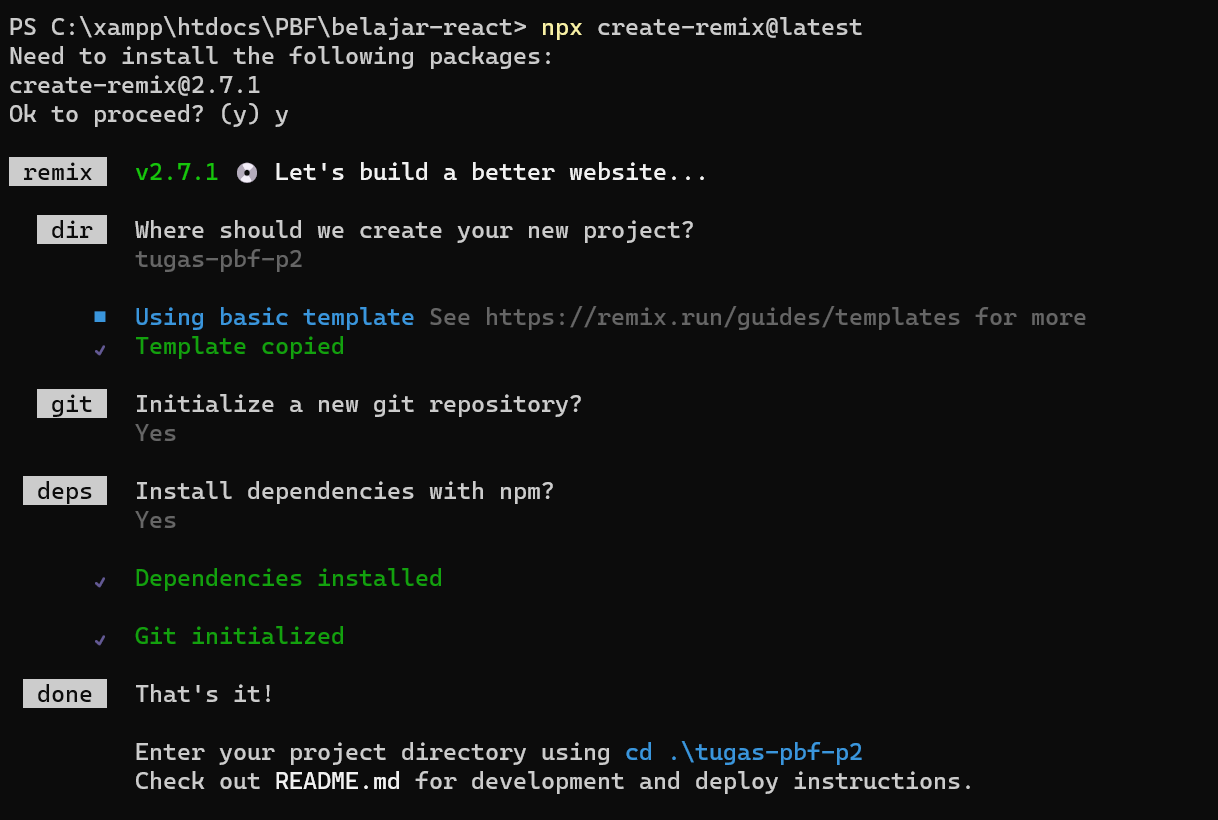 PS C:\xampp\htdocs\PBF\belajar-react> npx create-remix@latest
Need to install the following packages:
create-remix@2.7.1
Ok to proceed? (y) y
remix v2.7.1 💿 Let's build a better website...
dir Where should we create your new project?
tugas-pbf-p2
■ Using basic template See https://remix.run/guides/templates for more
✓ Template copied
git Initialize a new git repository?
Yes
deps Install dependencies with npm?
Yes
✓ Dependencies installed
✓ Git initialized
done That's it!
Enter your project directory using cd .\tugas-pbf-p2
Check out README.md for development and deploy instructions.